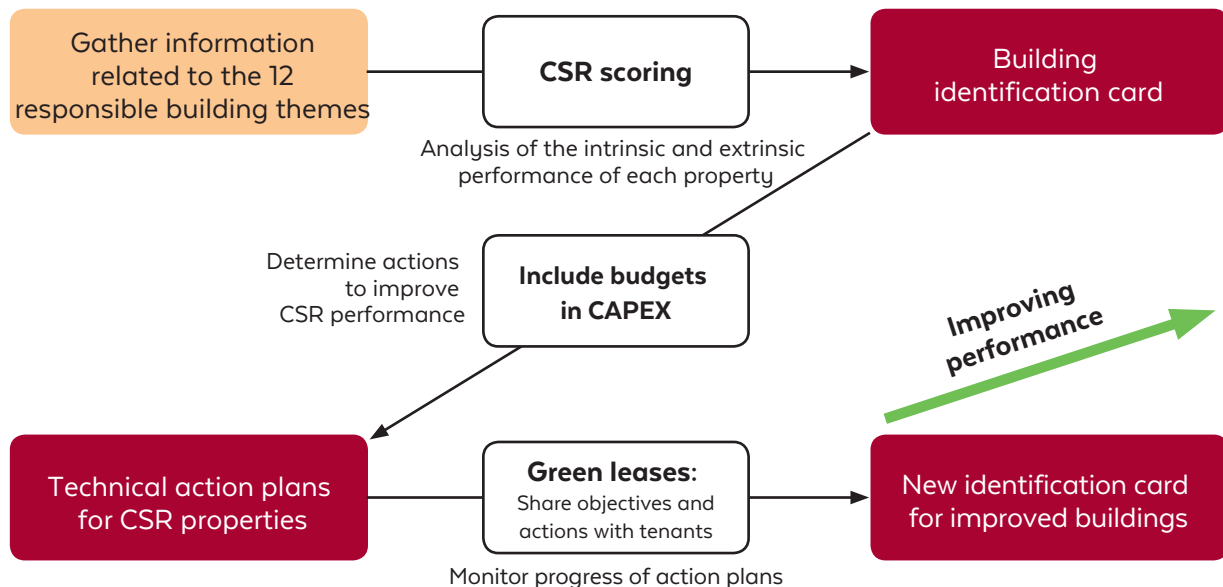 Gather information
related to the 12
responsible building themes
CSR scoring
Building
identification card
Analysis of the intrinsic and extrinsic
performance of each property
Determine actions
to improve
CSR performance
Include budgets
in CAPEX
Improving
performance
Technical action plans
for CSR properties
Green leases:
Share objectives and
actions with tenants
New identification card
for improved buildings
Monitor progress of action plans